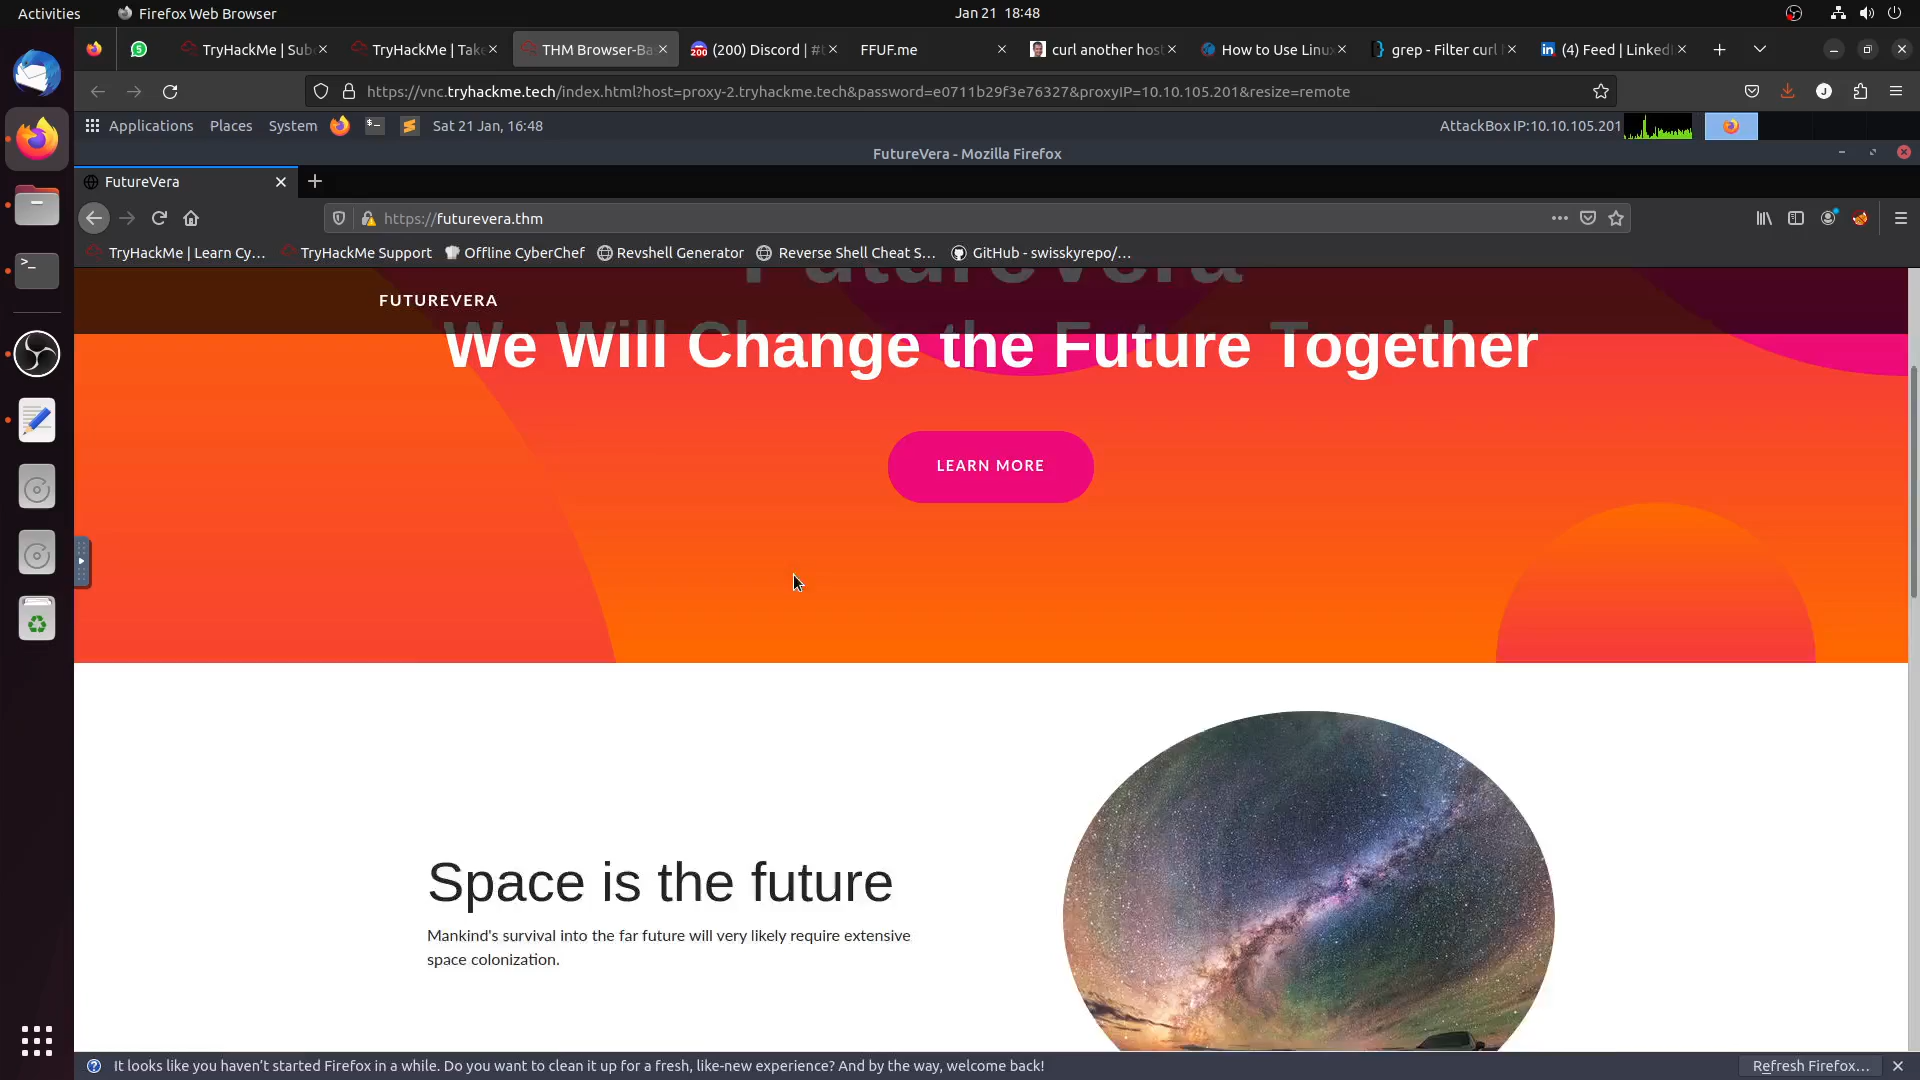 Activities
Firefox Web Browser
Jan 21 18:48
TryHackMe | Sub
TryHackMe | Take
THM Browser-Ba
(200) Discord | #t
FFUF.me
curl another host
How to Use Linux
grep - Filter curl
(4) Feed | LinkedI
https://vnc.tryhackme.tech/index.html?host=proxy-2.tryhackme.tech&password=e0711b29f3e76327&proxyIP=10.10.105.201&resize=remote
Applications Places System Sat 21 Jan, 16:48
AttackBox IP:10.10.105.201
FutureVera - Mozilla Firefox
FutureVera
https://futurevera.thm
TryHackMe | Learn Cy… TryHackMe Support Offline CyberChef Revshell Generator Reverse Shell Cheat S… GitHub - swisskyrepo/…
FutureVera
FUTUREVERA
We Will Change the Future Together
LEARN MORE
Space is the future
Mankind's survival into the far future will very likely require extensive
space colonization.
It looks like you haven't started Firefox in a while. Do you want to clean it up for a fresh, like-new experience? And by the way, welcome back!
Refresh Firefox…